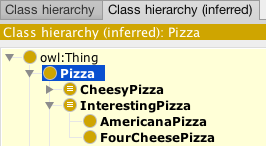 Class hierarchy Class hierarchy (inferred)
Class hierarchy (inferred): Pizza
owl:Thing
Pizza
CheesyPizza
InterestingPizza
AmericanaPizza
FourCheesePizza